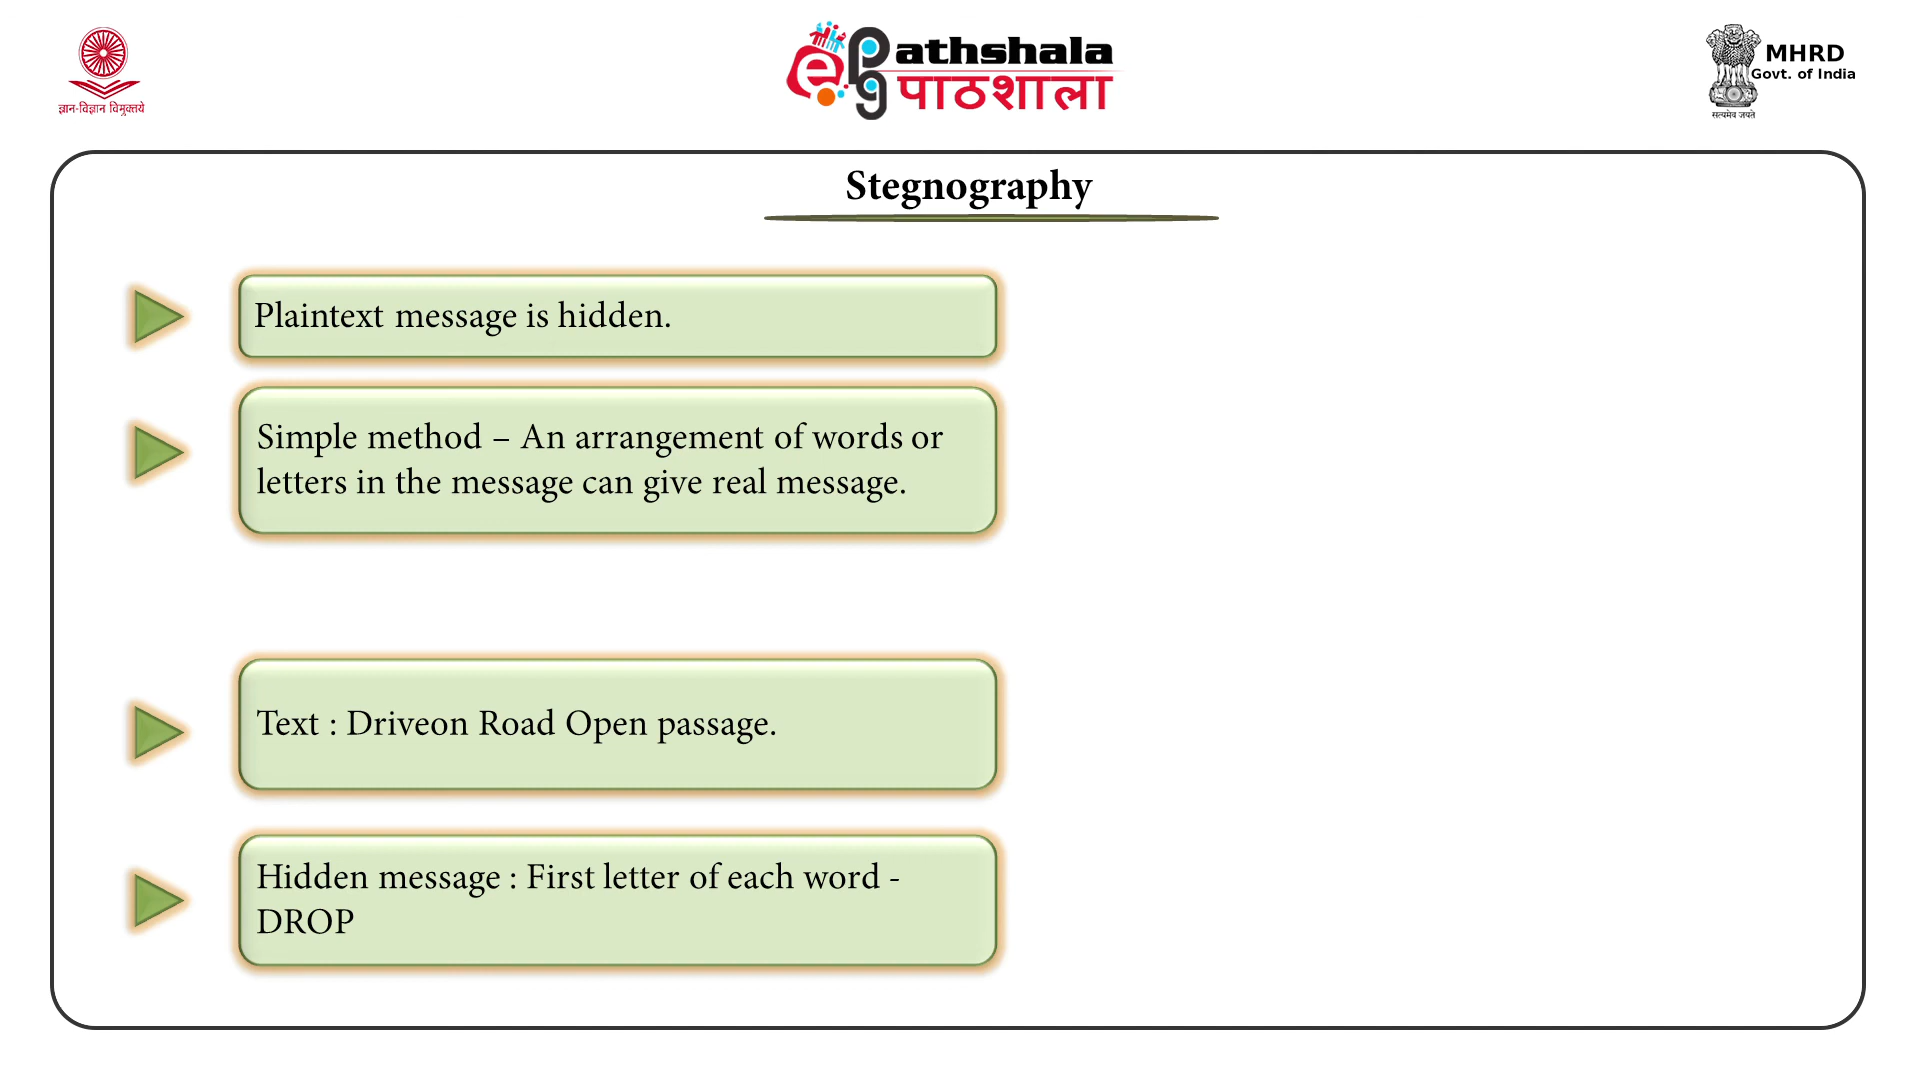 ज्ञान-विज्ञान विमुक्तये
athshala
पाठशाला
MHRD
Govt. of India
सत्यमेव जयते
Stegnography
Plaintext message is hidden.
Simple method – An arrangement of words or
letters in the message can give real message.
Text : Driveon Road Open passage.
Hidden message : First letter of each word -
DROP